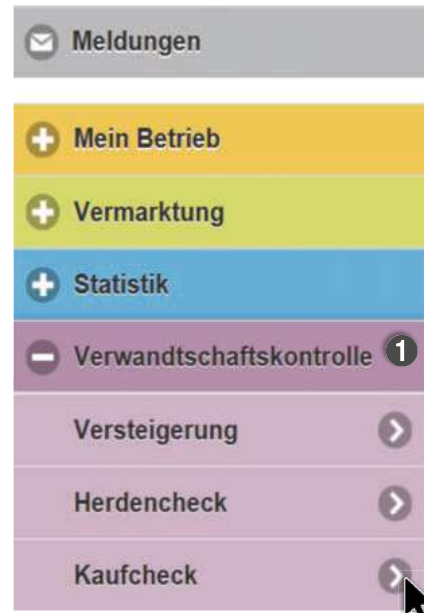 Meldungen
Mein Betrieb
Vermarktung
Statistik
Verwandtschaftskontrolle 1
Versteigerung
Herdencheck
Kaufcheck